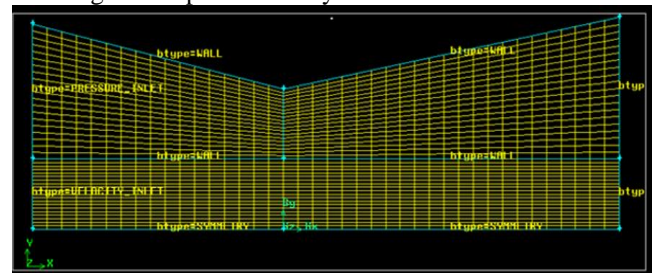 btype=WALL
btype=WALL
btype=PRESSURE_INLET
btyp
btype=WALL
btype=WALL
btype=VELOCITY_INLET
btyp
btype=SYMMETRY
btype=SYMMETRY
Y
Z X